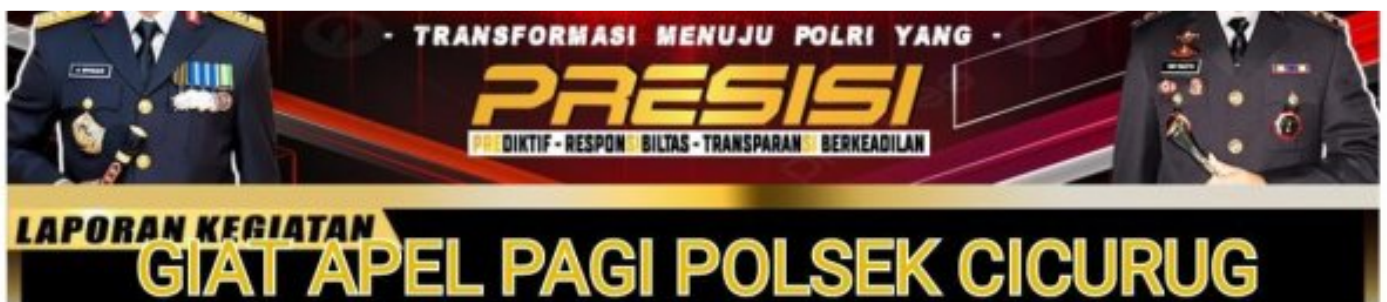 - TRANSFORMASI MENUJU POLRI YANG -
PRESISI
PREDIKTIF - RESPONSIBILTAS - TRANSPARANSI BERKEADILAN
LAPORAN KEGIATAN
GIAT APEL PAGI POLSEK CICURUG